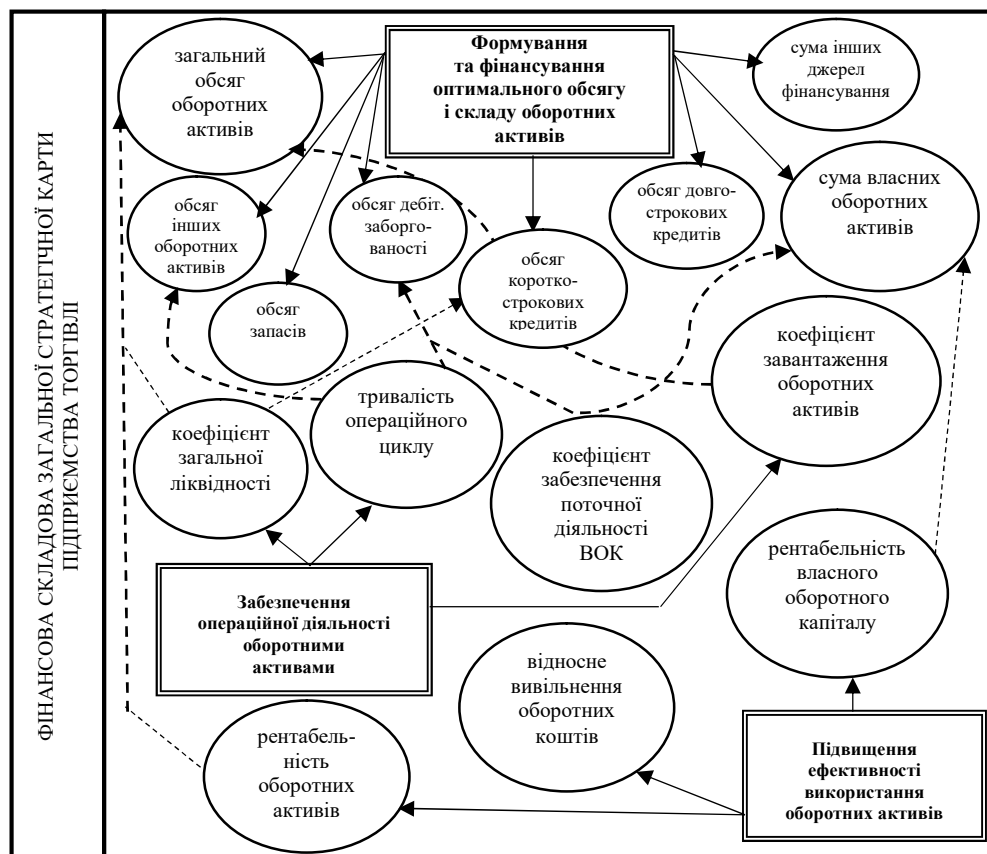 ФІНАНСОВА СКЛАДОВА ЗАГАЛЬНОЇ СТРАТЕГІЧНОЇ КАРТИ
ПІДПРИЄМСТВА ТОРГІВЛІ
загальний
обсяг
оборотних
активів
Формування
та фінансування
оптимального обсягу
і складу оборотних
активів
сума інших
джерел
фінансування
обсяг
інших
оборотних
активів
обсяг дебіт.
заборго-
ваності
обсяг довго-
строкових
кредитів
сума власних
оборотних
активів
обсяг
запасів
обсяг
коротко-
строкових
кредитів
коефіцієнт
завантаження
оборотних
активів
коефіцієнт
загальної
ліквідності
тривалість
операційного
циклу
коефіцієнт
забезпечення
поточної
діяльності
ВОК
рентабельність
власного
оборотного
капіталу
Забезпечення
операційної діяльності
оборотними
активами
відносне
вивільнення
оборотних
коштів
рентабель-
ність
оборотних
активів
Підвищення
ефективності
використання
оборотних активів